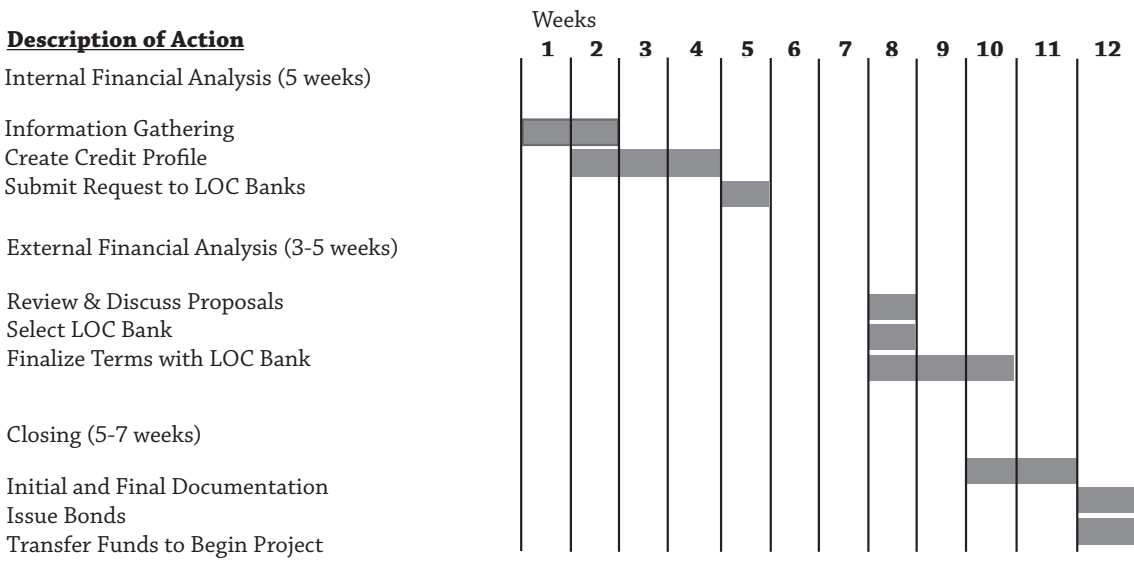 Weeks
Description of Action
1 2 3 4 5 6 7 8 9 10 11 12
Internal Financial Analysis (5 weeks)
Information Gathering
Create Credit Profile
Submit Request to LOC Banks
External Financial Analysis (3-5 weeks)
Review & Discuss Proposals
Select LOC Bank
Finalize Terms with LOC Bank
Closing (5-7 weeks)
Initial and Final Documentation
Issue Bonds
Transfer Funds to Begin Project